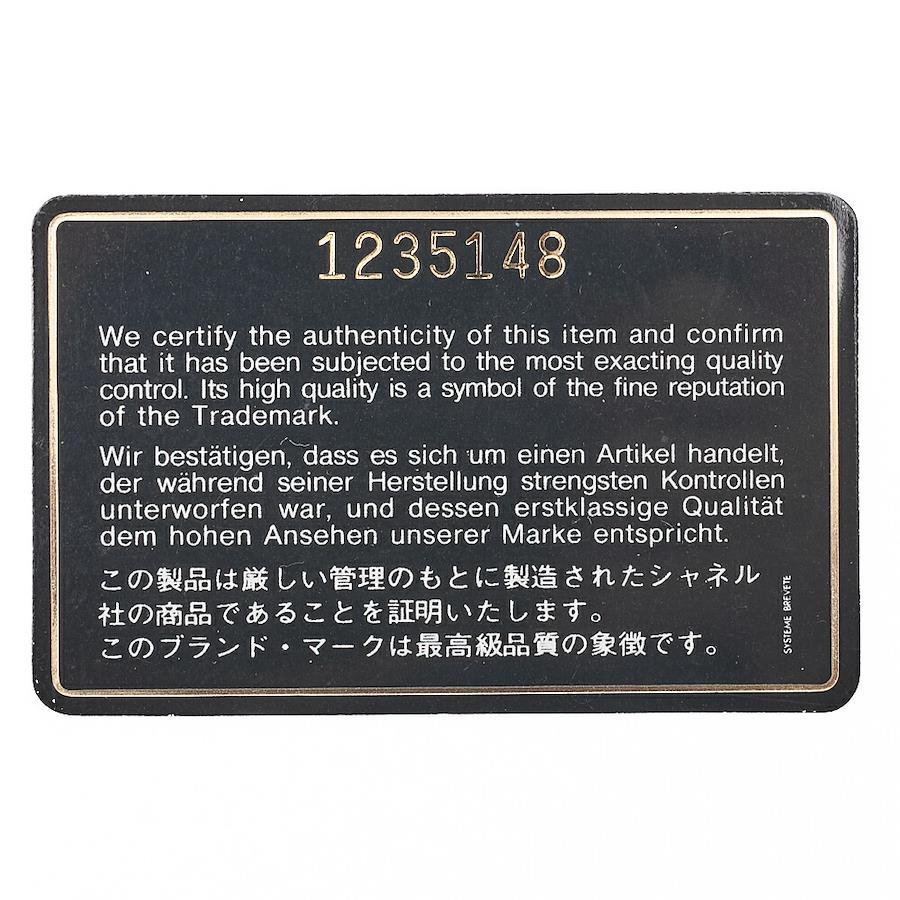 1235148
We certify the authenticity of this item and confirm
that it has been subjected to the most exacting quality
control. Its high quality is a symbol of the fine reputation
of the Trademark.
Wir bestätigen, dass es sich um einen Artikel handelt,
der während seiner Herstellung strengsten Kontrollen
unterworfen war, und dessen erstklassige Qualität
dem hohen Ansehen unserer Marke entspricht.
この製品は厳しい管理のもとに製造されたシャネル
社の商品であることを証明いたします。
このブランド・マークは最高級品質の象徴です。
SYSTEME BREVETE